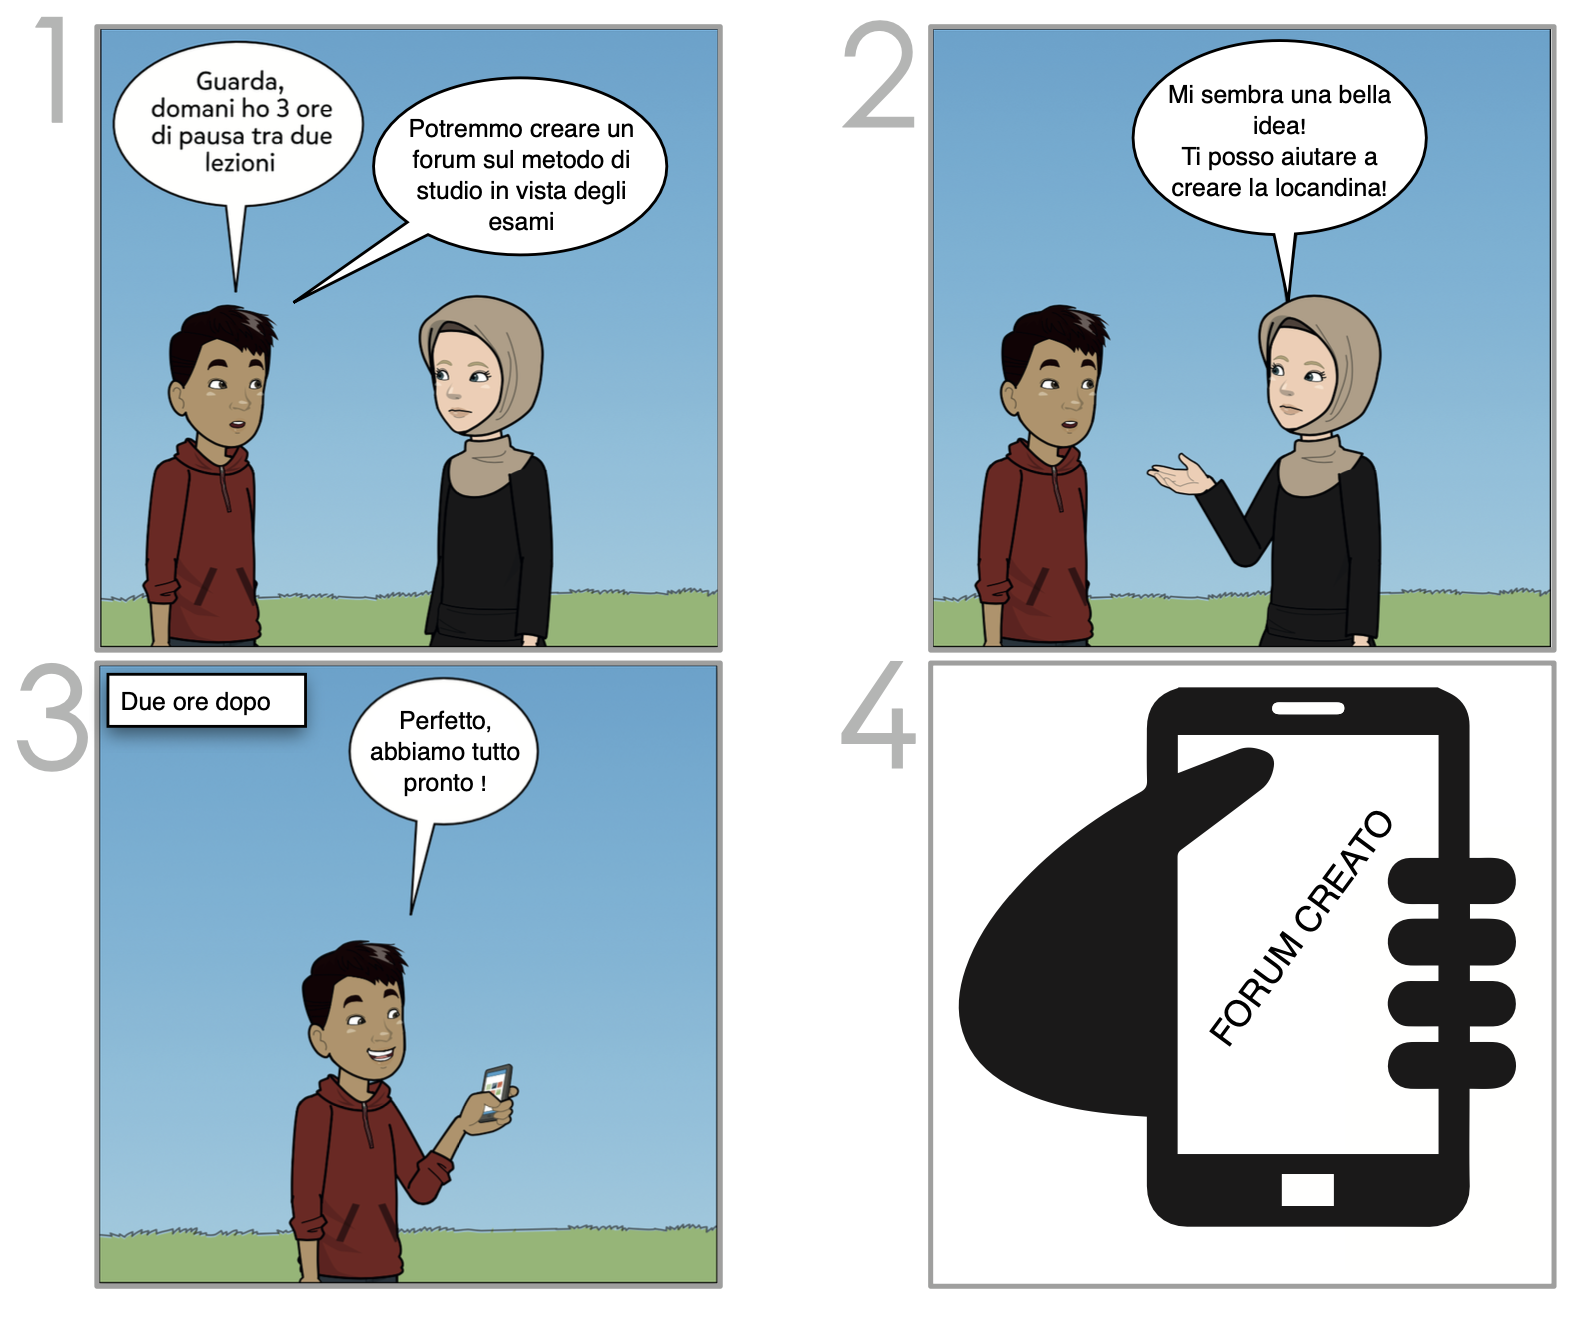 1
Guarda,
domani ho 3 ore
di pausa tra due
lezioni
Potremmo creare un
forum sul metodo di
studio in vista degli
esami
2
Mi sembra una bella
idea!
Ti posso aiutare a
creare la locandina!
3
Due ore dopo
Perfetto,
abbiamo tutto
pronto !
4
FORUM CREATO